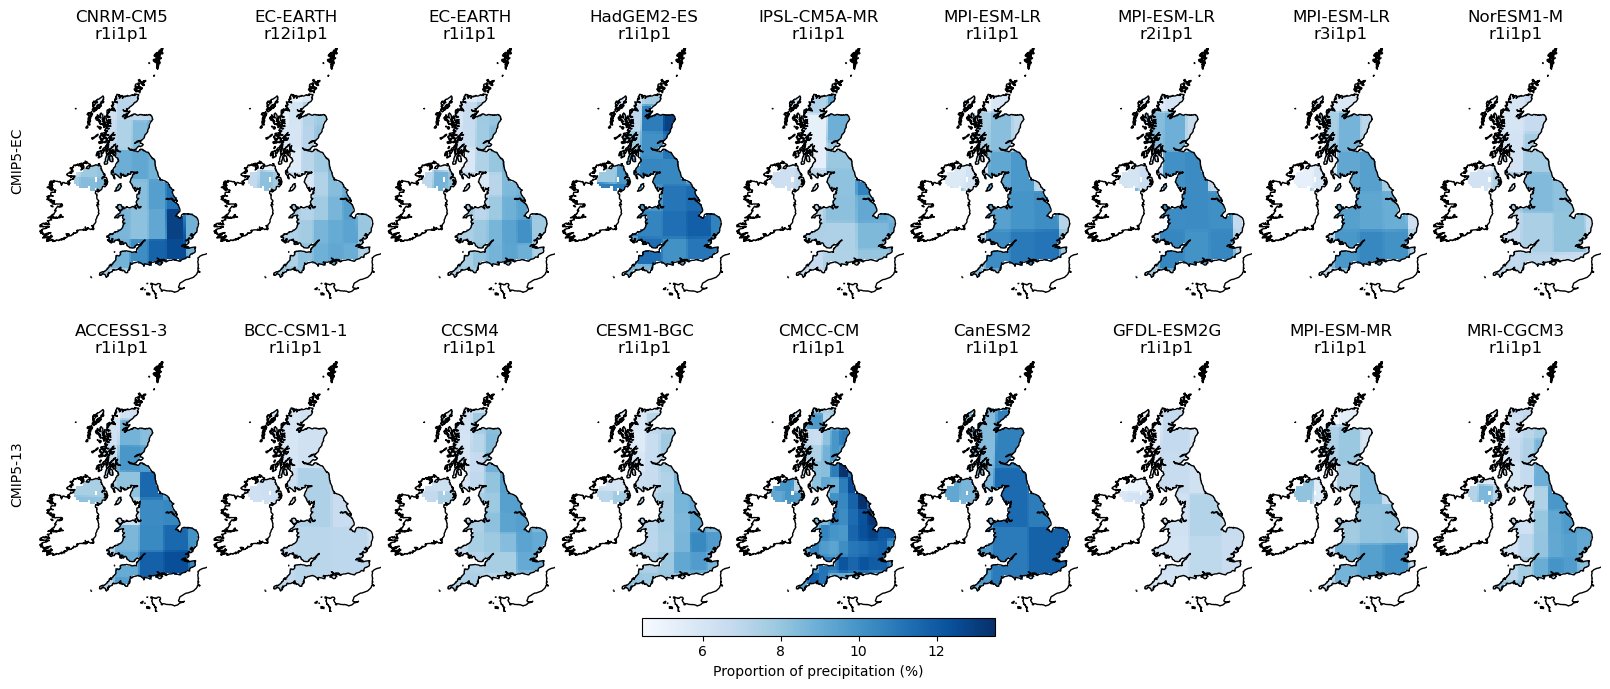 CNRM-CM5 EC-EARTH EC-EARTH HadGEM2-ES IPSL-CM5A-MR MPI-ESM-LR MPI-ESM-LR MPI-ESM-LR NorESM1-M
r1i1p1 r12i1p1 r1i1p1 r1i1p1 r1i1p1 r1i1p1 r2i1p1 r3i1p1 r1i1p1
CMIP5-EC
ACCESS1-3 BCC-CSM1-1 CCSM4 CESM1-BGC CMCC-CM CanESM2 GFDL-ESM2G MPI-ESM-MR MRI-CGCM3
r1i1p1 r1i1p1 r1i1p1 r1i1p1 r1i1p1 r1i1p1 r1i1p1 r1i1p1 r1i1p1
CMIP5-13
6 8 10 12
Proportion of precipitation (%)